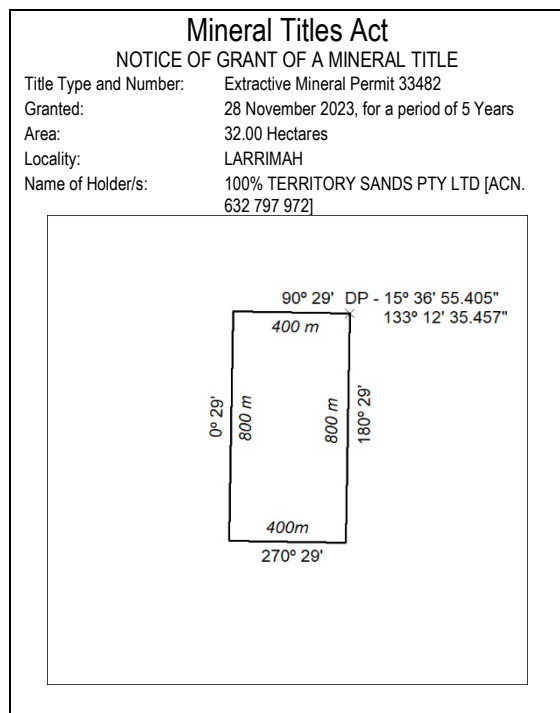 Mineral Titles Act
NOTICE OF GRANT OF A MINERAL TITLE
Title Type and Number: Extractive Mineral Permit 33482
Granted: 28 November 2023, for a period of 5 Years
Area: 32.00 Hectares
Locality: LARRIMAH
Name of Holder/s: 100% TERRITORY SANDS PTY LTD [ACN.
632 797 972]
90º 29' DP - 15º 36' 55.405"
400 m 133º 12' 35.457"
0º 29' 800 m 800 m 180º 29'
400m
270º 29'